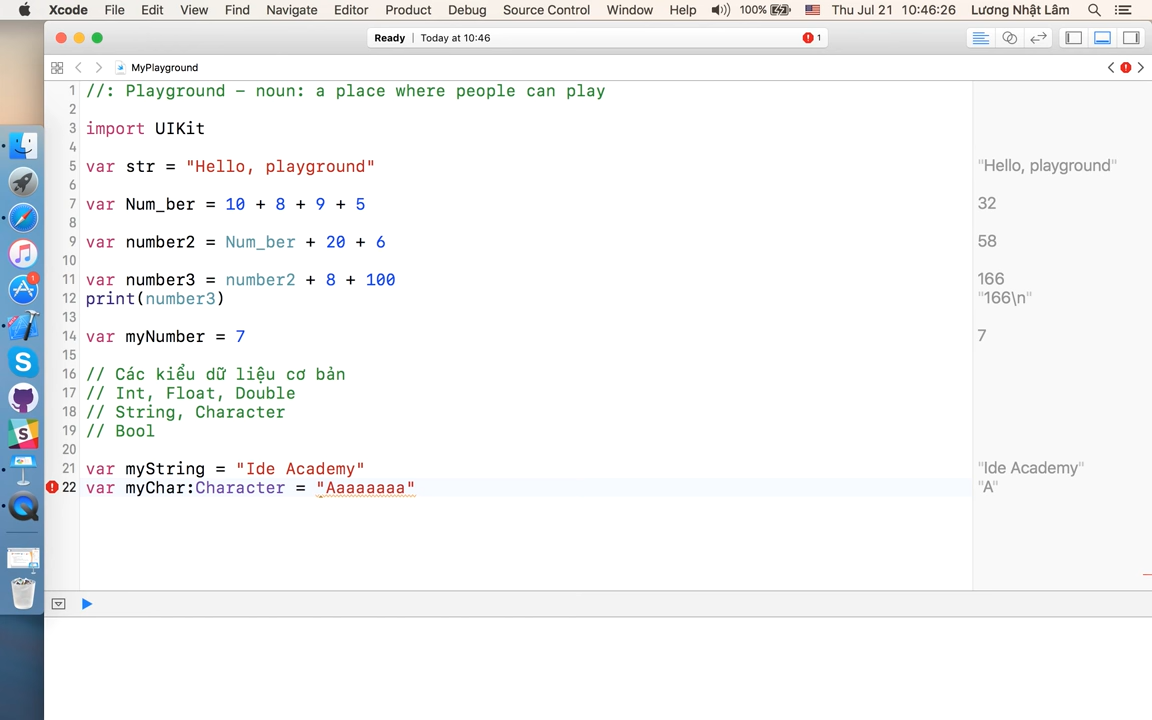 Xcode File Edit View Find Navigate Editor Product Debug Source Control Window Help 100% Thu Jul 21 10:46:26 Lương Nhật Lâm
Ready | Today at 10:46 1
MyPlayground
1 //: Playground – noun: a place where people can play
2
3 import UIKit
4
5 var str = "Hello, playground" "Hello, playground"
6
7 var Num_ber = 10 + 8 + 9 + 5 32
8
9 var number2 = Num_ber + 20 + 6 58
10
11 var number3 = number2 + 8 + 100 166
12 print(number3) "166\n"
13
14 var myNumber = 7 7
15
16 // Các kiểu dữ liệu cơ bản
17 // Int, Float, Double
18 // String, Character
19 // Bool
20
21 var myString = "Ide Academy" "Ide Academy"
22 var myChar:Character = "Aaaaaaaa" "A"